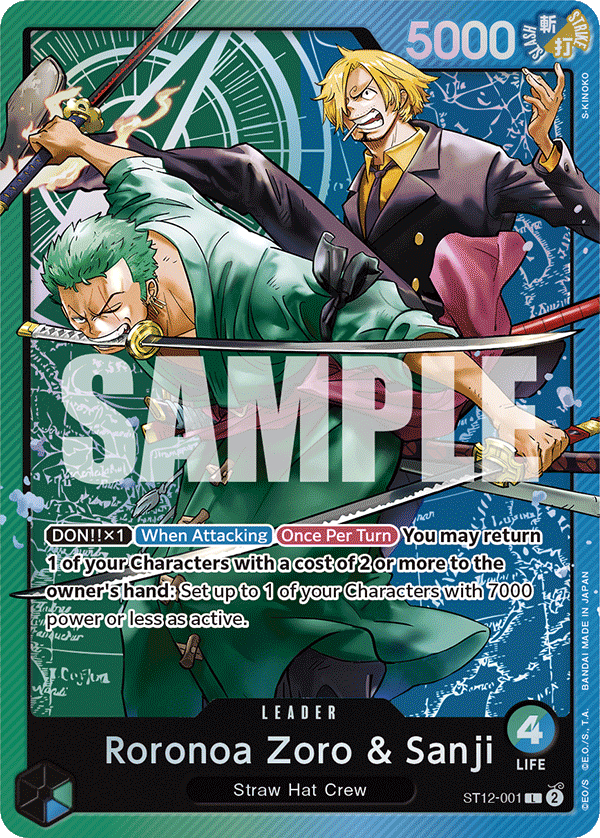 5000
SLASH
斬
打
STRIKE
S-KINOKO
SAMPLE
DON!!×1 When Attacking Once Per Turn You may return
1 of your Characters with a cost of 2 or more to the
owner's hand: Set up to 1 of your Characters with 7000
power or less as active.
LEADER
Roronoa Zoro & Sanji
4
LIFE
Straw Hat Crew
ST12-001 L 2
©E.O./S, T.A. BANDAI MADE IN JAPAN
©EO/S